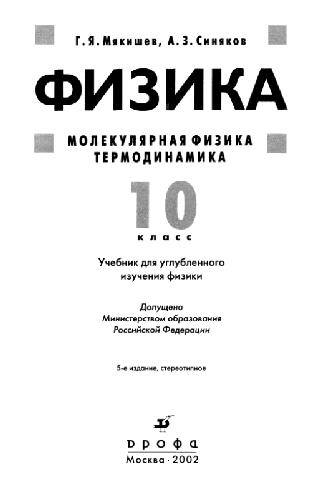 Г. Я. Мякишев, А. З. Синяков
ФИЗИКА
МОЛЕКУЛЯРНАЯ ФИЗИКА
ТЕРМОДИНАМИКА
10
класс
Учебник для углубленного
изучения физики
Допущена
Министерством образования
Российской Федерации
5-е издание, стереотипное
дрофа
Москва · 2002